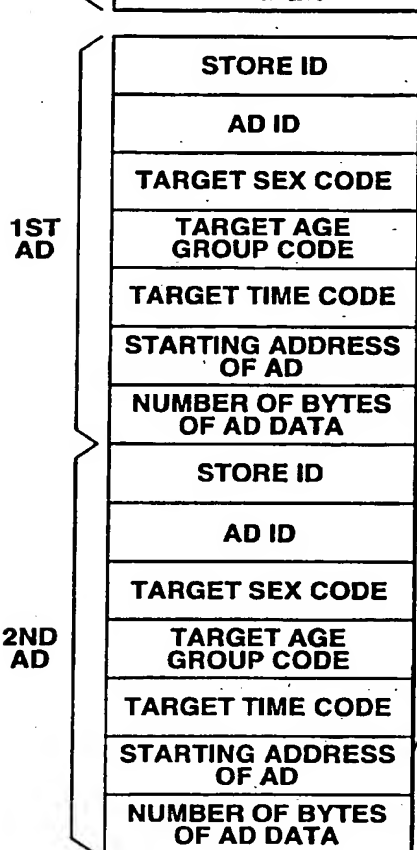 STORE ID
AD ID
TARGET SEX CODE
1ST
AD
TARGET AGE
GROUP CODE
TARGET TIME CODE
STARTING ADDRESS
OF AD
NUMBER OF BYTES
OF AD DATA
STORE ID
AD ID
TARGET SEX CODE
2ND
AD
TARGET AGE
GROUP CODE
TARGET TIME CODE
STARTING ADDRESS
OF AD
NUMBER OF BYTES
OF AD DATA